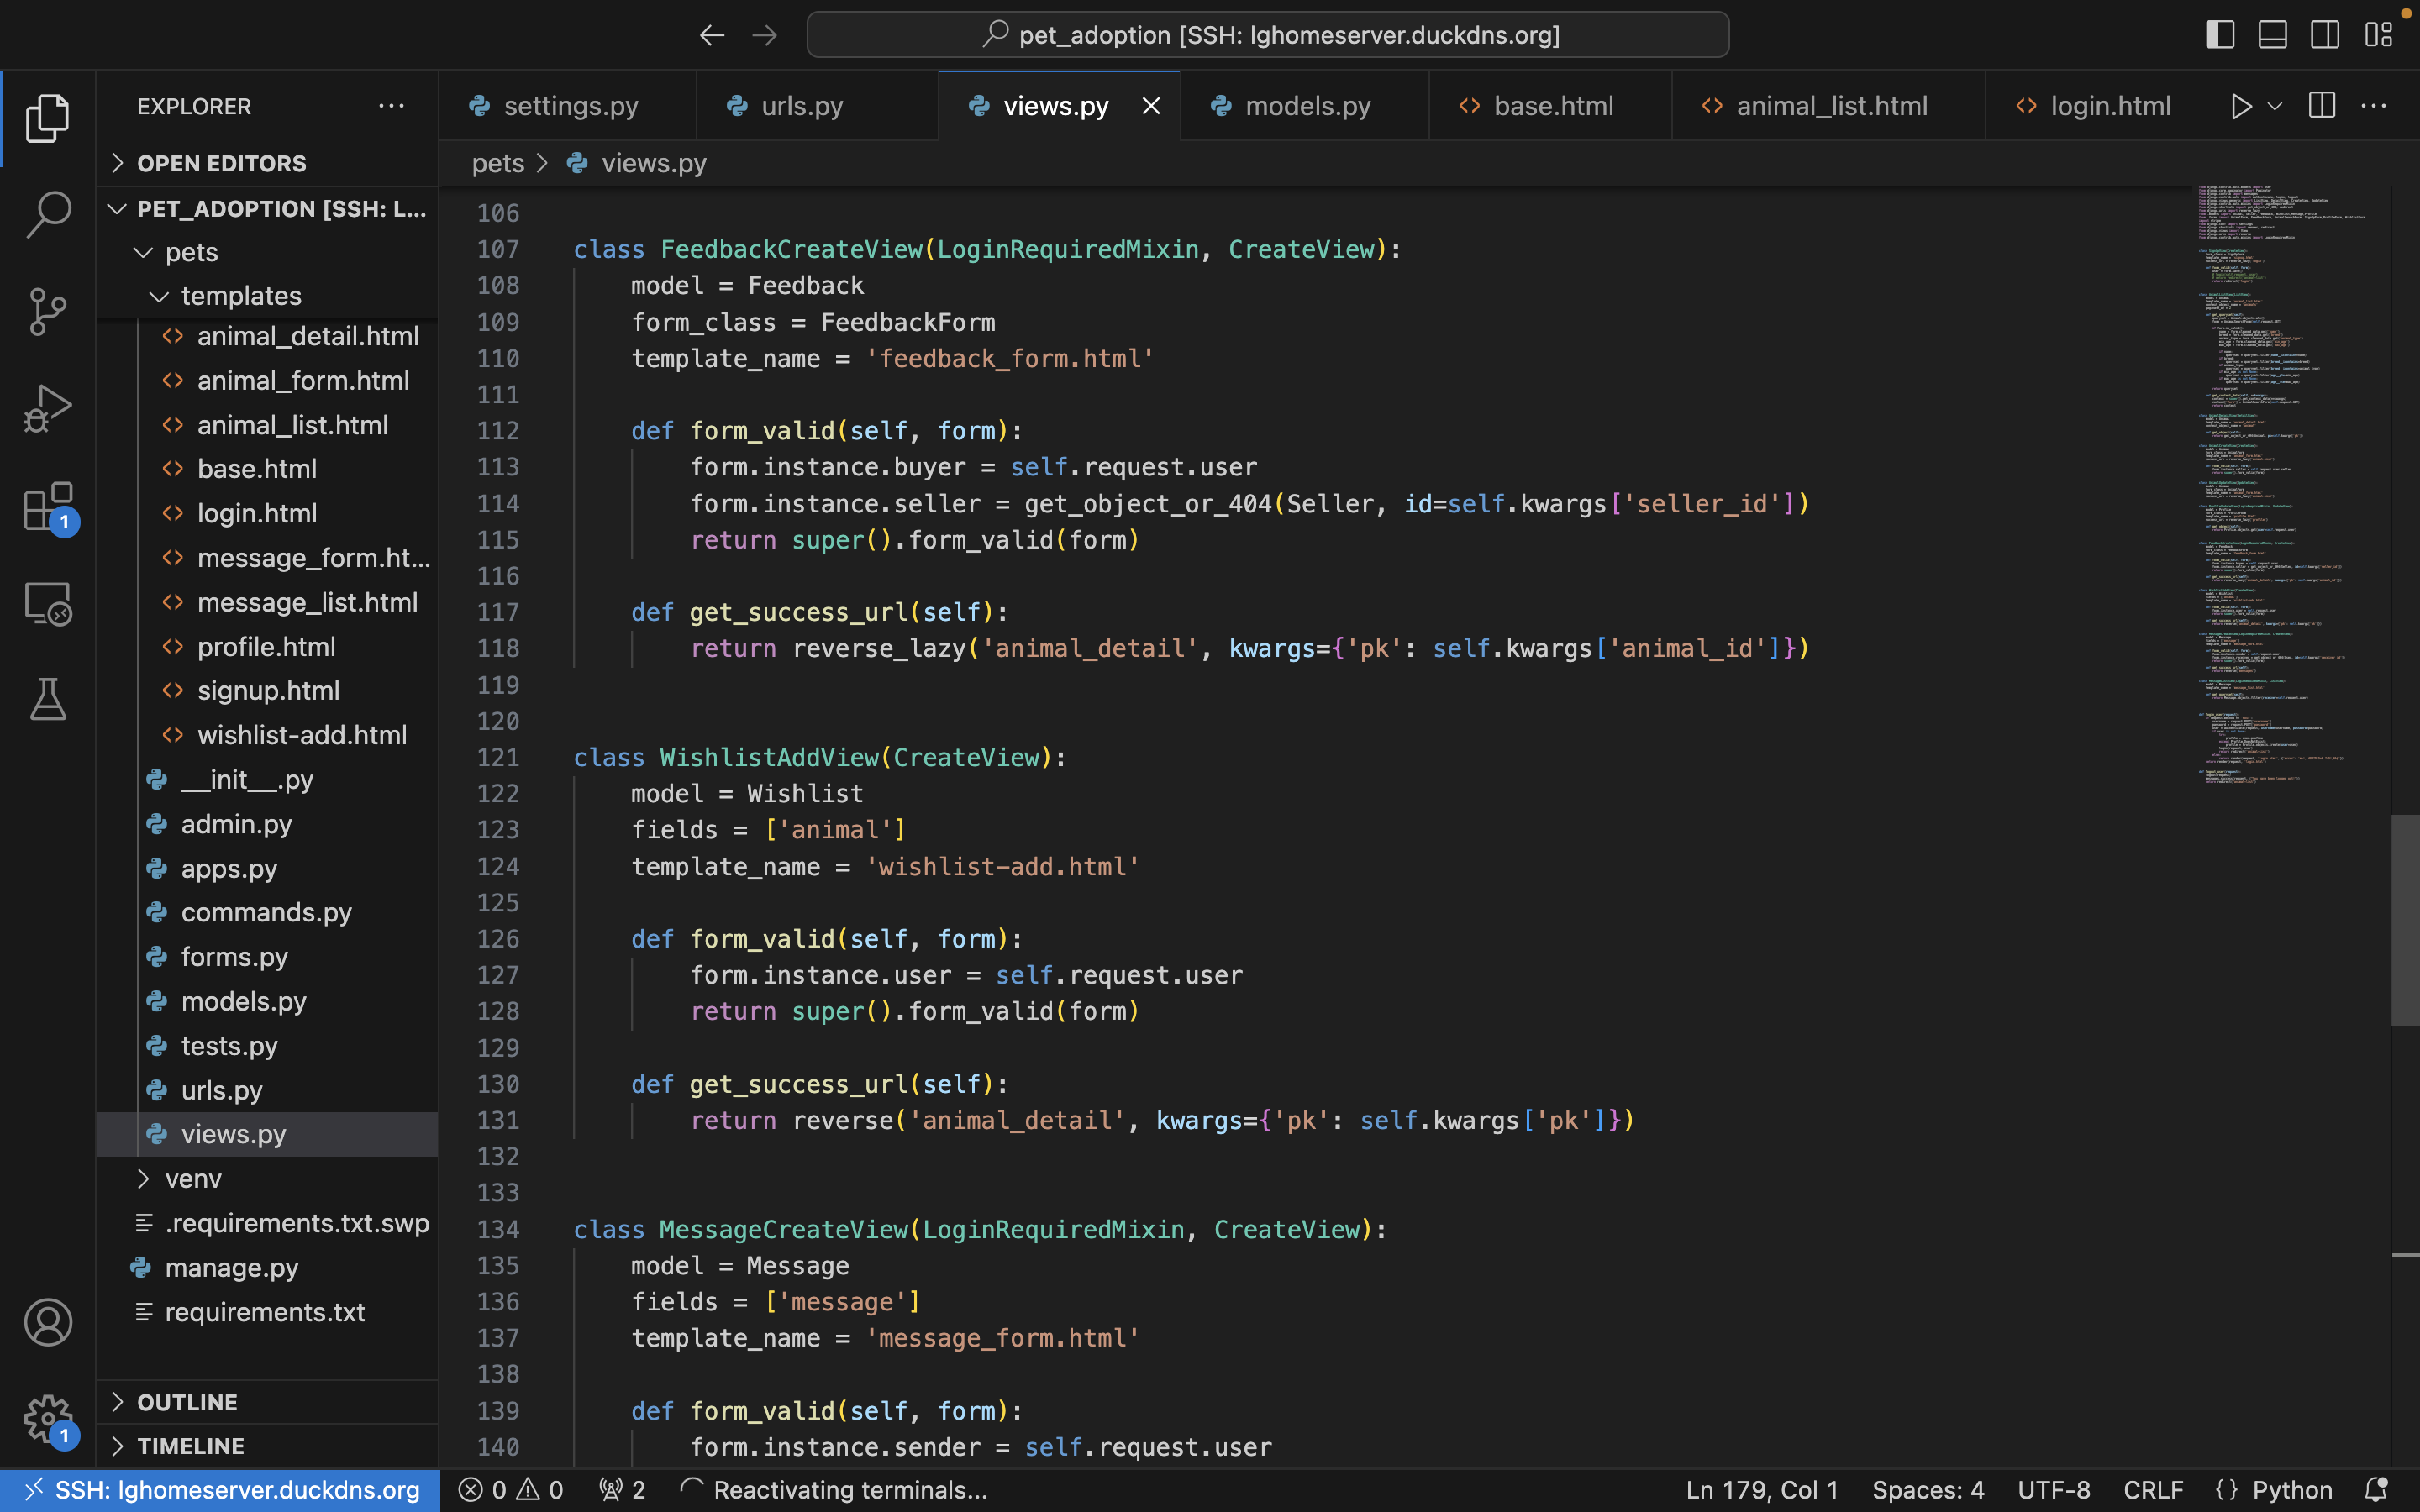 pet_adoption [SSH: lghomeserver.duckdns.org]
EXPLORER
settings.py
urls.py
views.py
models.py
base.html
animal_list.html
login.html
OPEN EDITORS
PET_ADOPTION [SSH: L...
pets
templates
animal_detail.html
animal_form.html
animal_list.html
base.html
login.html
message_form.ht...
message_list.html
profile.html
signup.html
wishlist-add.html
__init__.py
admin.py
apps.py
commands.py
forms.py
models.py
tests.py
urls.py
views.py
venv
.requirements.txt.swp
manage.py
requirements.txt
OUTLINE
TIMELINE
1
1
pets > views.py
106
107 class FeedbackCreateView(LoginRequiredMixin, CreateView):
108 model = Feedback
109 form_class = FeedbackForm
110 template_name = 'feedback_form.html'
111
112 def form_valid(self, form):
113 form.instance.buyer = self.request.user
114 form.instance.seller = get_object_or_404(Seller, id=self.kwargs['seller_id'])
115 return super().form_valid(form)
116
117 def get_success_url(self):
118 return reverse_lazy('animal_detail', kwargs={'pk': self.kwargs['animal_id']})
119
120
121 class WishlistAddView(CreateView):
122 model = Wishlist
123 fields = ['animal']
124 template_name = 'wishlist-add.html'
125
126 def form_valid(self, form):
127 form.instance.user = self.request.user
128 return super().form_valid(form)
129
130 def get_success_url(self):
131 return reverse('animal_detail', kwargs={'pk': self.kwargs['pk']})
132
133
134 class MessageCreateView(LoginRequiredMixin, CreateView):
135 model = Message
136 fields = ['message']
137 template_name = 'message_form.html'
138
139 def form_valid(self, form):
140 form.instance.sender = self.request.user
SSH: lghomeserver.duckdns.org
0
0
2
Reactivating terminals...
Ln 179, Col 1
Spaces: 4
UTF-8
CRLF
{} Python